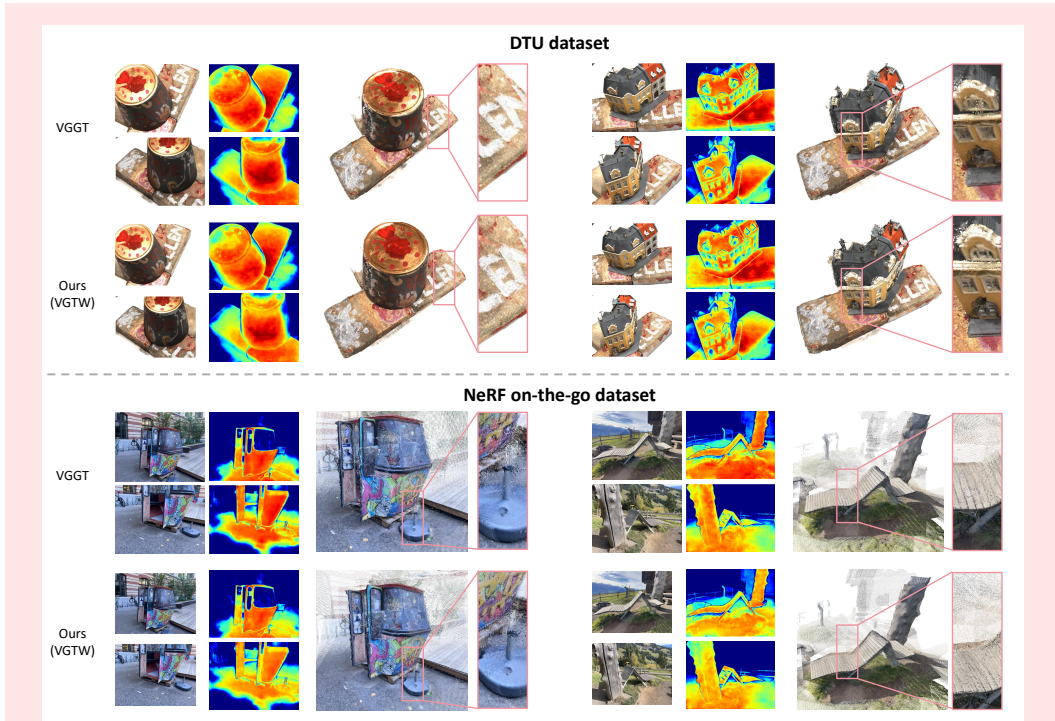 DTU dataset
VGGT
Ours
(VGTW)
NeRF on-the-go dataset
VGGT
Ours
(VGTW)